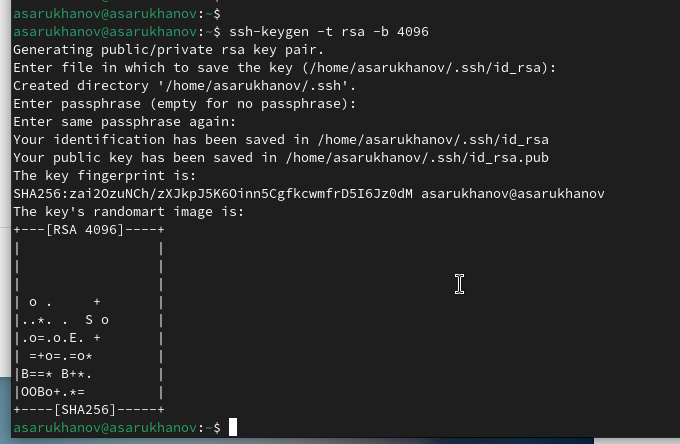 asarukhanov@asarukhanov:~$
asarukhanov@asarukhanov:~$ ssh-keygen -t rsa -b 4096
Generating public/private rsa key pair.
Enter file in which to save the key (/home/asarukhanov/.ssh/id_rsa):
Created directory '/home/asarukhanov/.ssh'.
Enter passphrase (empty for no passphrase):
Enter same passphrase again:
Your identification has been saved in /home/asarukhanov/.ssh/id_rsa
Your public key has been saved in /home/asarukhanov/.ssh/id_rsa.pub
The key fingerprint is:
SHA256:zai2OzuNCh/zXJkpJ5K6Oinn5CgfkcwmfrD5I6Jz0dM asarukhanov@asarukhanov
The key's randomart image is:
+---[RSA 4096]----+
|                 |
|                 |
|                 |
| o .     +       |
|..*. .  S o      |
|.o=.o.E. +       |
| =+o=.=o*        |
|B==* B+*.        |
|OOBo+.*=         |
+----[SHA256]-----+
asarukhanov@asarukhanov:~$